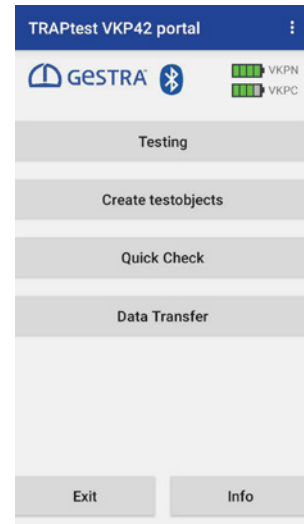 TRAPtest VKP42 portal
GESTRA
VKPN
VKPC
Testing
Create testobjects
Quick Check
Data Transfer
Exit
Info